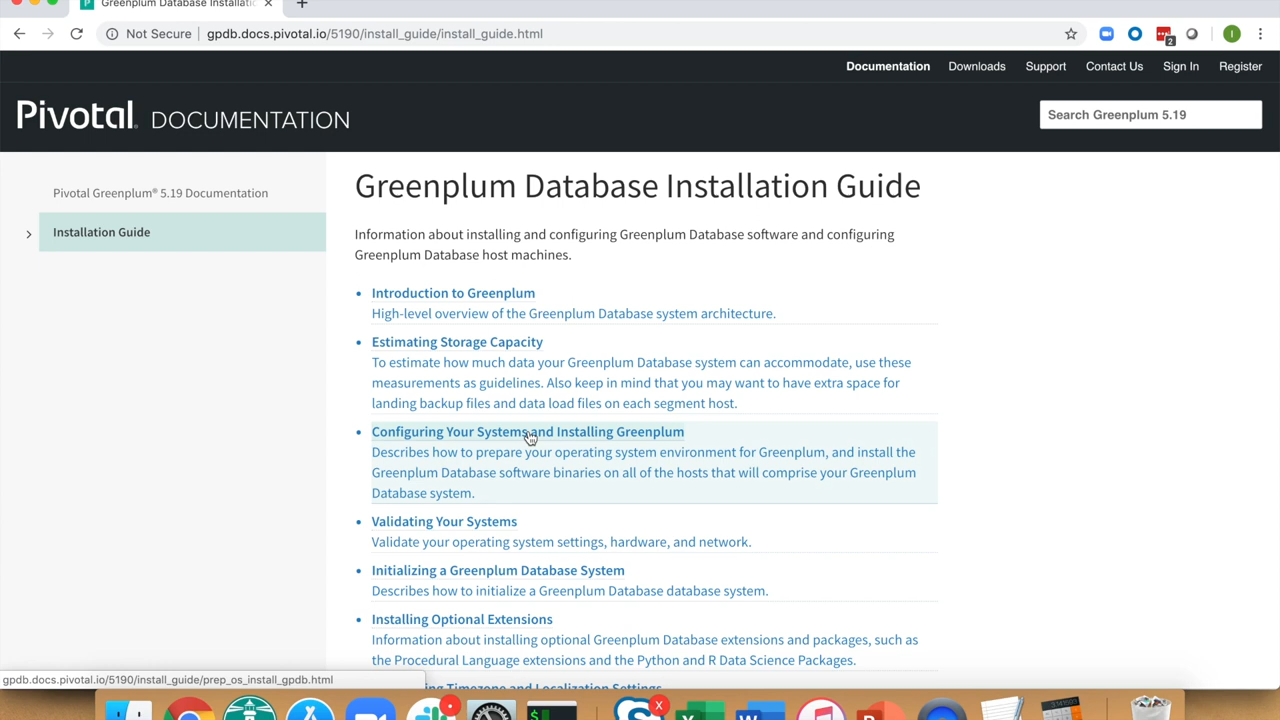 Greenplum Database Installatic
Not Secure | gpdb.docs.pivotal.io/5190/install_guide/install_guide.html
2
I
Documentation Downloads Support Contact Us Sign In Register
Pivotal. DOCUMENTATION
Search Greenplum 5.19
Pivotal Greenplum® 5.19 Documentation
Installation Guide
Greenplum Database Installation Guide
Information about installing and configuring Greenplum Database software and configuring
Greenplum Database host machines.
• Introduction to Greenplum
High-level overview of the Greenplum Database system architecture.
• Estimating Storage Capacity
To estimate how much data your Greenplum Database system can accommodate, use these
measurements as guidelines. Also keep in mind that you may want to have extra space for
landing backup files and data load files on each segment host.
• Configuring Your Systems and Installing Greenplum
Describes how to prepare your operating system environment for Greenplum, and install the
Greenplum Database software binaries on all of the hosts that will comprise your Greenplum
Database system.
• Validating Your Systems
Validate your operating system settings, hardware, and network.
• Initializing a Greenplum Database System
Describes how to initialize a Greenplum Database database system.
• Installing Optional Extensions
Information about installing optional Greenplum Database extensions and packages, such as
the Procedural Language extensions and the Python and R Data Science Packages.
Timezone and Localization Settings
gpdb.docs.pivotal.io/5190/install_guide/prep_os_install_gpdb.html